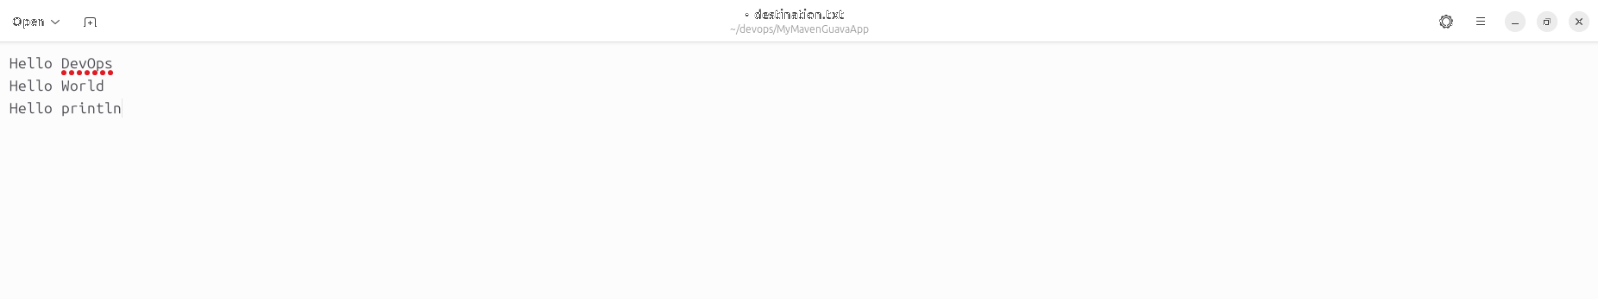 Open
• destination.txt
~/devops/MyMavenGuavaApp
Hello DevOps
Hello World
Hello println